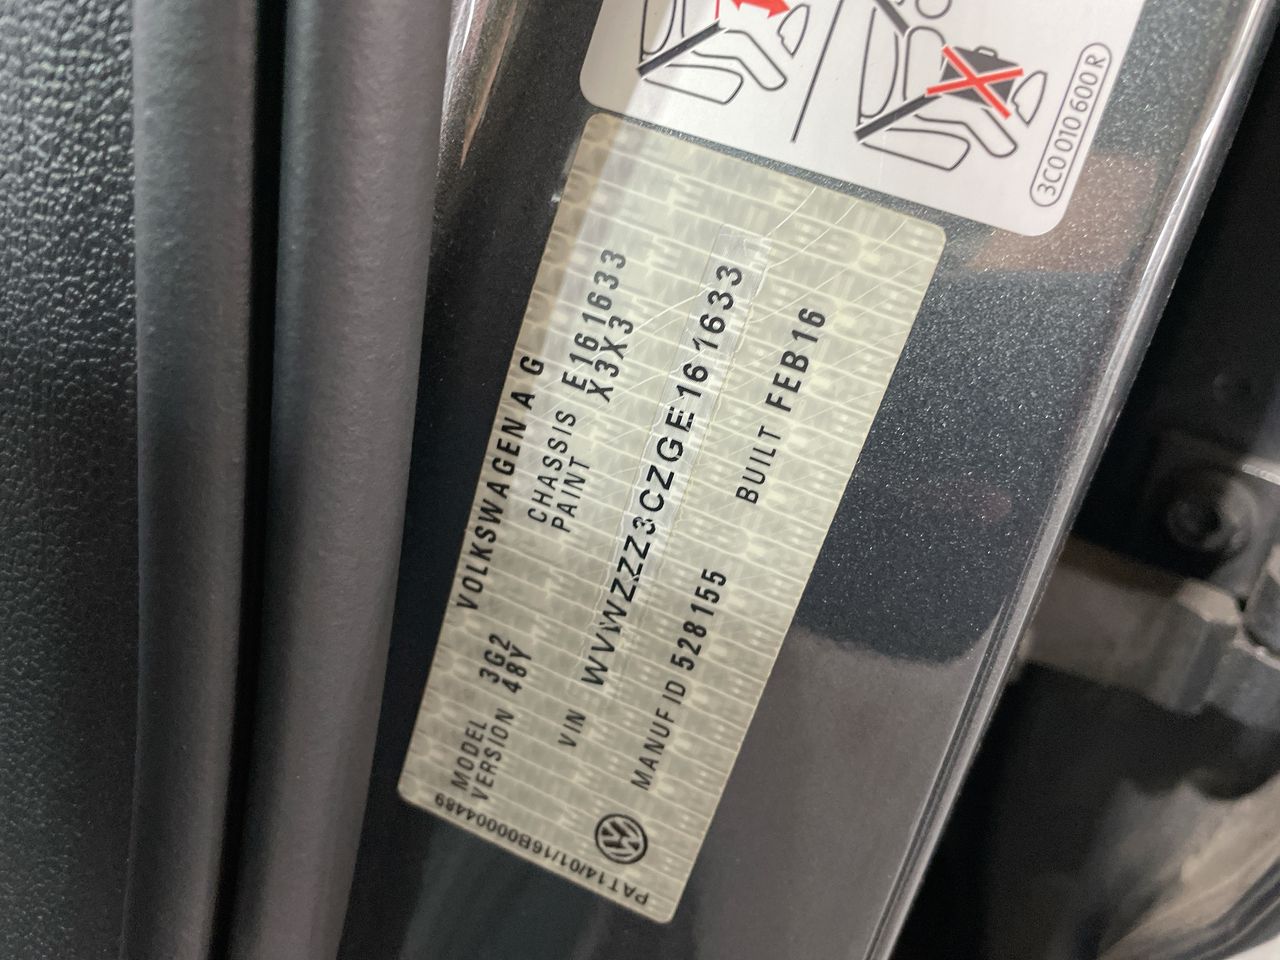 3C0 010 600 R
VOLKSWAGEN A G
MODEL 3G2 CHASSIS E161633
VERSION 48Y PAINT X3X3
VIN WVWZZZ3CZGE161633
MANUF ID 528155 BUILT FEB16
PAT14/01/16B00004489